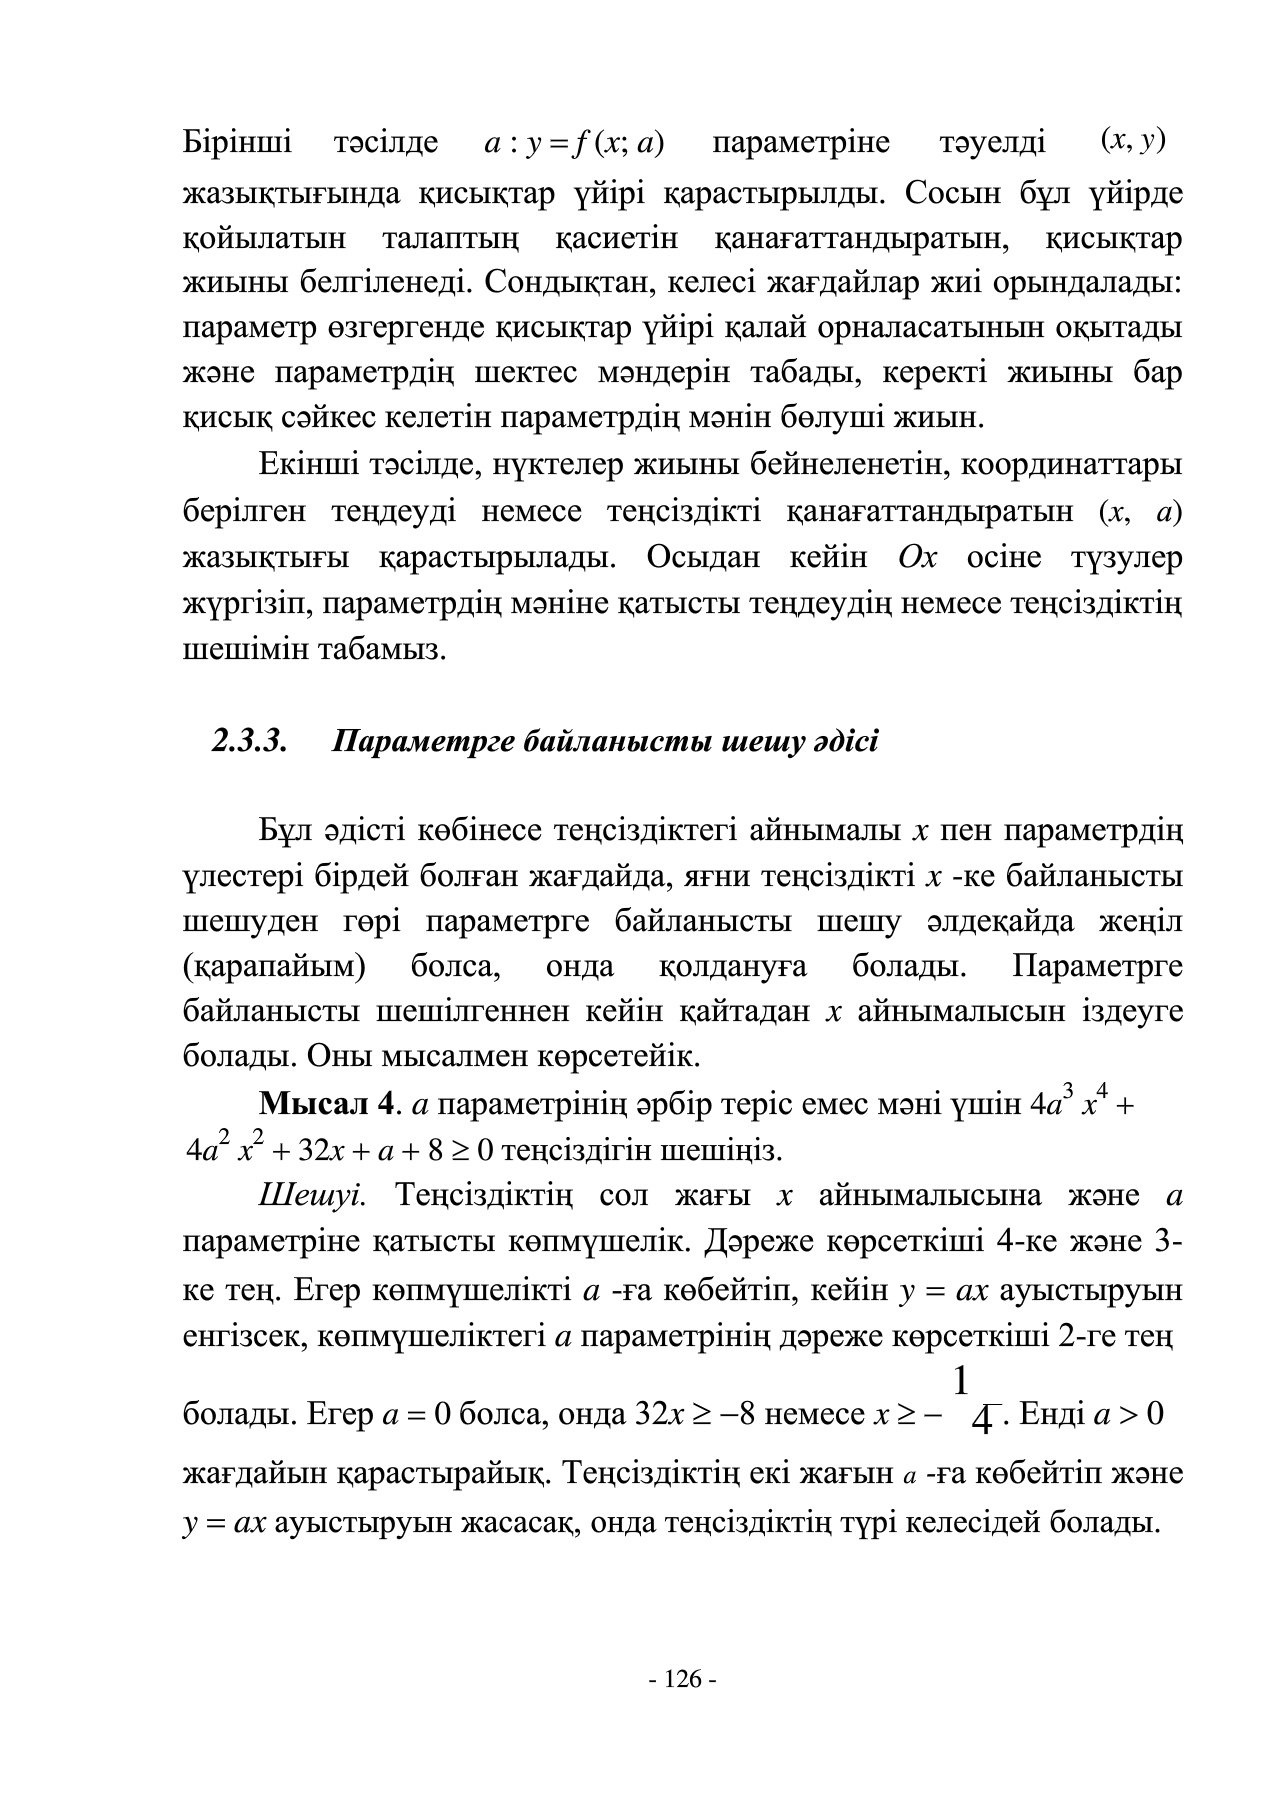 Бірінші тәсілде a : y = f (x; a) параметріне тәуелді (x, y)
жазықтығында қисықтар үйірі қарастырылды. Сосын бұл үйірде
қойылатын талаптың қасиетін қанағаттандыратын, қисықтар
жиыны белгіленеді. Сондықтан, келесі жағдайлар жиі орындалады:
параметр өзгергенде қисықтар үйірі қалай орналасатынын оқытады
және параметрдің шектес мәндерін табады, керекті жиыны бар
қисық сәйкес келетін параметрдің мәнін бөлуші жиын.
Екінші тәсілде, нүктелер жиыны бейнеленетін, координаттары
берілген теңдеуді немесе теңсіздікті қанағаттандыратын (x, a)
жазықтығы қарастырылады. Осыдан кейін Ox осіне түзулер
жүргізіп, параметрдің мәніне қатысты теңдеудің немесе теңсіздіктің
шешімін табамыз.
2.3.3. Параметрге байланысты шешу әдісі
Бұл әдісті көбінесе теңсіздіктегі айнымалы x пен параметрдің
үлестері бірдей болған жағдайда, яғни теңсіздікті x -ке байланысты
шешуден гөрі параметрге байланысты шешу әлдеқайда жеңіл
(қарапайым) болса, онда қолдануға болады. Параметрге
байланысты шешілгеннен кейін қайтадан x айнымалысын іздеуге
болады. Оны мысалмен көрсетейік.
Мысал 4. a параметрінің әрбір теріс емес мәні үшін 4a³ x⁴ +
4a² x² + 32x + a + 8 ≥ 0 теңсіздігін шешіңіз.
Шешуі. Теңсіздіктің сол жағы x айнымалысына және a
параметріне қатысты көпмүшелік. Дәреже көрсеткіші 4-ке және 3-
ке тең. Егер көпмүшелікті a -ға көбейтіп, кейін y = ax ауыстыруын
енгізсек, көпмүшеліктегі a параметрінің дәреже көрсеткіші 2-ге тең
болады. Егер a = 0 болса, онда 32x ≥ −8 немесе x ≥ − 1/4 . Енді a > 0
жағдайын қарастырайық. Теңсіздіктің екі жағын a -ға көбейтіп және
y = ax ауыстыруын жасасақ, онда теңсіздіктің түрі келесідей болады.
- 126 -